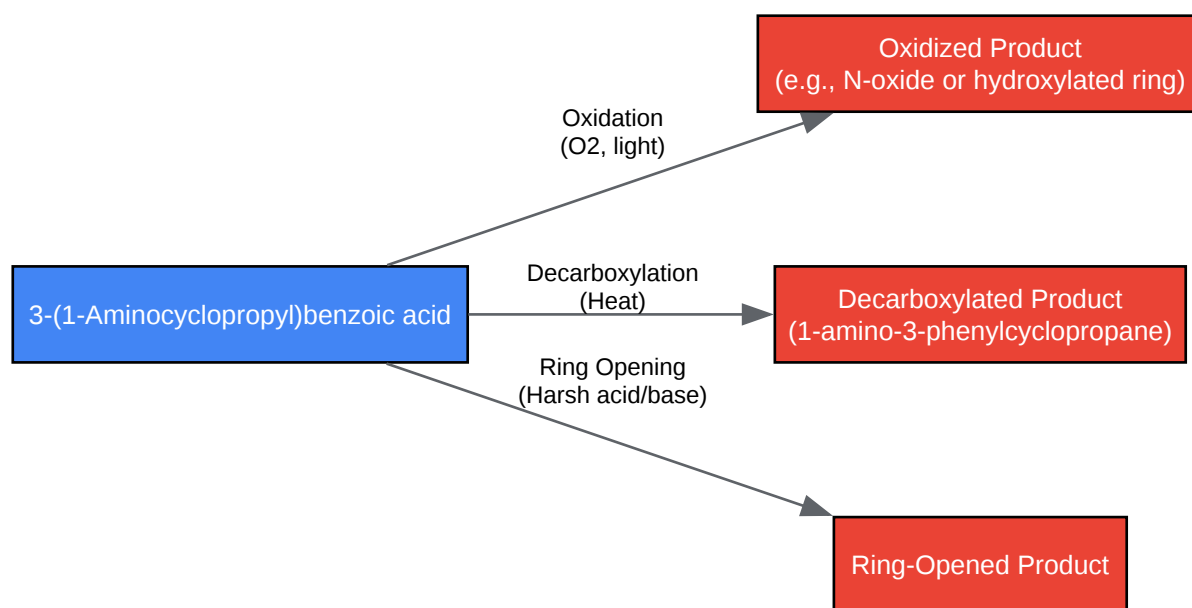 Oxidized Product
(e.g., N-oxide or hydroxylated ring)
Oxidation
(O2, light)
3-(1-Aminocyclopropyl)benzoic acid
Decarboxylation
(Heat)
Decarboxylated Product
(1-amino-3-phenylcyclopropane)
Ring Opening
(Harsh acid/base)
Ring-Opened Product